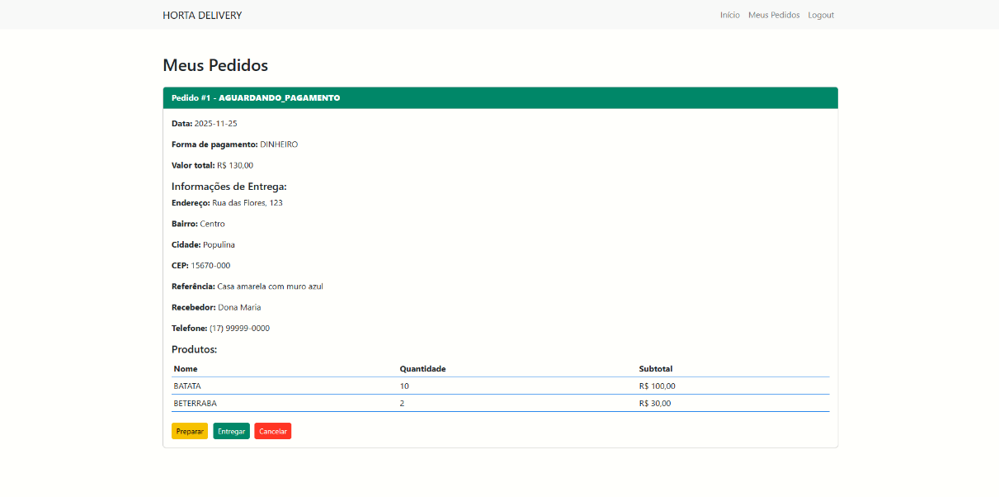 HORTA DELIVERY Início Meus Pedidos Logout
Meus Pedidos
Pedido #1 - AGUARDANDO_PAGAMENTO
Data: 2025-11-25
Forma de pagamento: DINHEIRO
Valor total: R$ 130,00
Informações de Entrega:
Endereço: Rua das Flores, 123
Bairro: Centro
Cidade: Populina
CEP: 15670-000
Referência: Casa amarela com muro azul
Recebedor: Dona Maria
Telefone: (17) 99999-0000
Produtos:
Nome Quantidade Subtotal
BATATA 10 R$ 100,00
BETERRABA 2 R$ 30,00
Preparar Entregar Cancelar